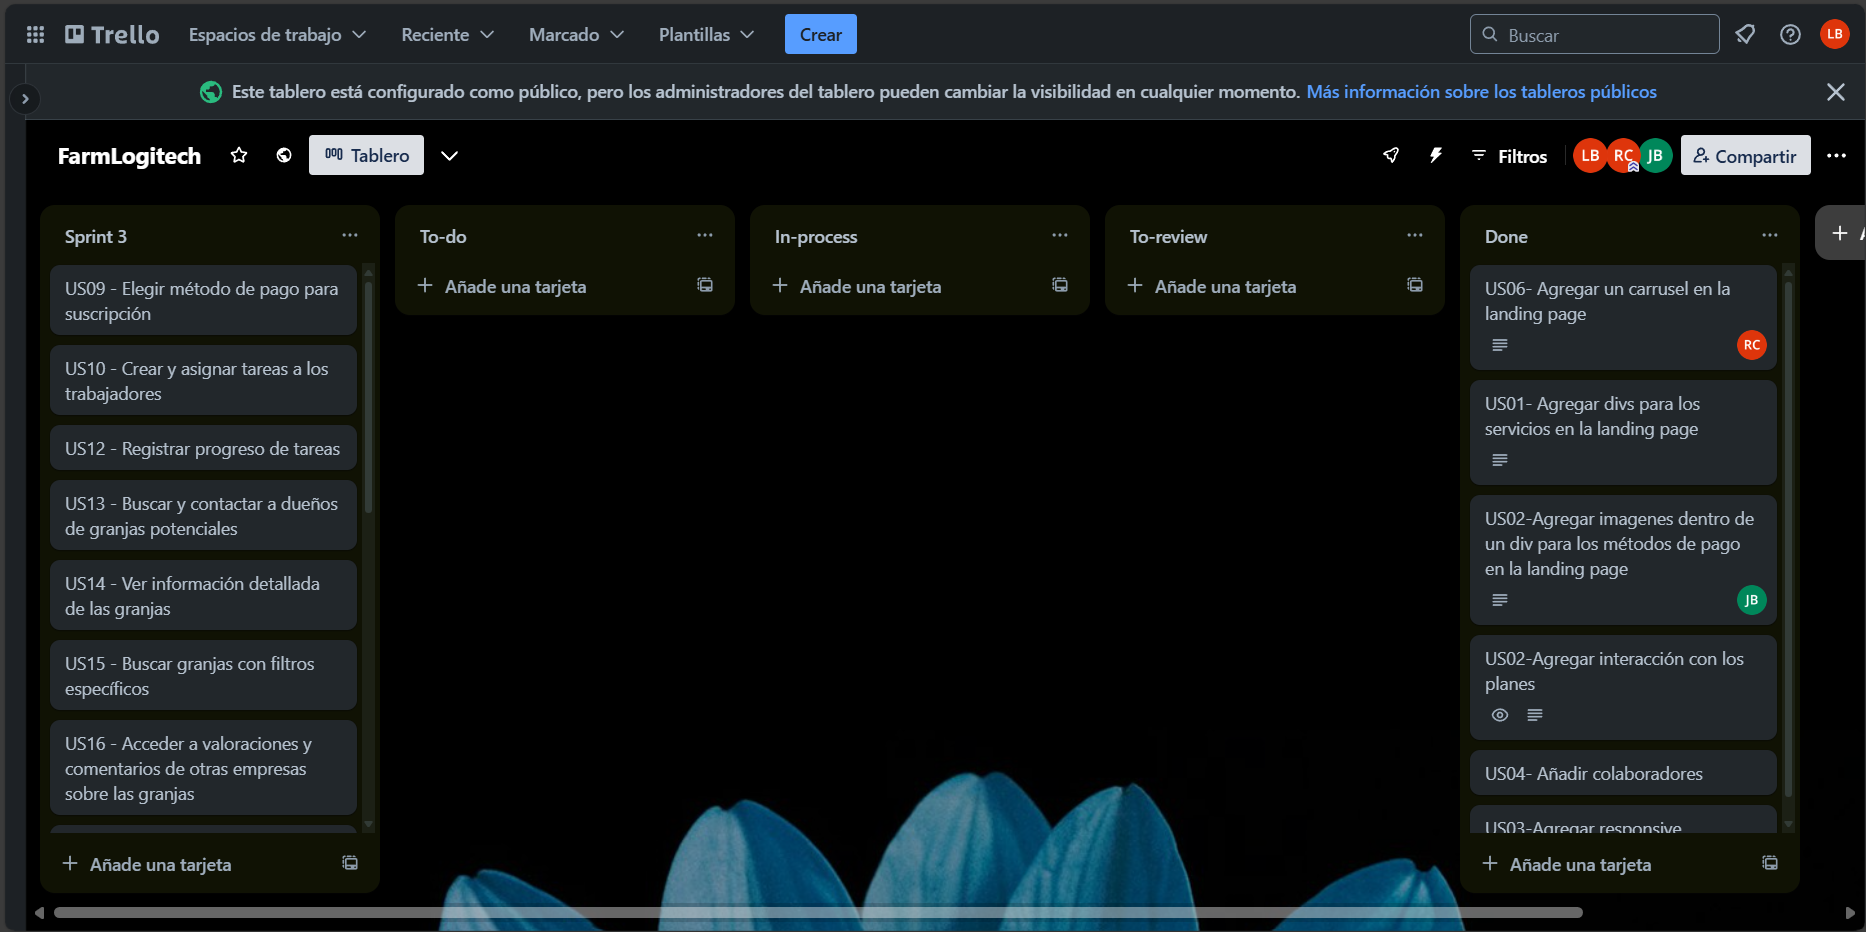 Trello
Espacios de trabajo
Reciente
Marcado
Plantillas
Crear
Buscar
LB
Este tablero está configurado como público, pero los administradores del tablero pueden cambiar la visibilidad en cualquier momento. Más información sobre los tableros públicos
FarmLogitech
Tablero
Filtros
LB
RC
JB
Compartir
Sprint 3
US09 - Elegir método de pago para
suscripción
US10 - Crear y asignar tareas a los
trabajadores
US12 - Registrar progreso de tareas
US13 - Buscar y contactar a dueños
de granjas potenciales
US14 - Ver información detallada
de las granjas
US15 - Buscar granjas con filtros
específicos
US16 - Acceder a valoraciones y
comentarios de otras empresas
sobre las granjas
Añade una tarjeta
To-do
Añade una tarjeta
In-process
Añade una tarjeta
To-review
Añade una tarjeta
Done
US06- Agregar un carrusel en la
landing page
RC
US01- Agregar divs para los
servicios en la landing page
US02-Agregar imagenes dentro de
un div para los métodos de pago
en la landing page
JB
US02-Agregar interacción con los
planes
US04- Añadir colaboradores
US03-Agregar responsive
Añade una tarjeta